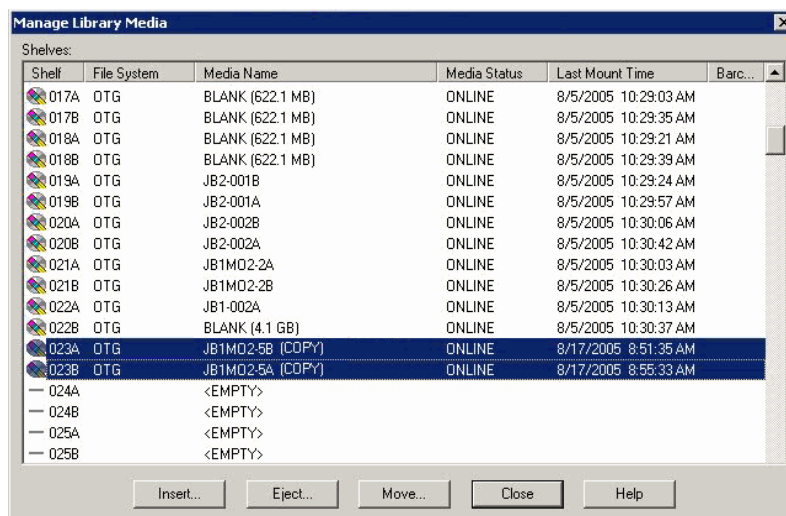 Manage Library Media
Shelves:
Shelf File System Media Name Media Status Last Mount Time Barc...
017A OTG BLANK (622.1 MB) ONLINE 8/5/2005 10:29:03 AM
017B OTG BLANK (622.1 MB) ONLINE 8/5/2005 10:29:35 AM
018A OTG BLANK (622.1 MB) ONLINE 8/5/2005 10:29:21 AM
018B OTG BLANK (622.1 MB) ONLINE 8/5/2005 10:29:39 AM
019A OTG JB2-001B ONLINE 8/5/2005 10:29:24 AM
019B OTG JB2-001A ONLINE 8/5/2005 10:29:57 AM
020A OTG JB2-002B ONLINE 8/5/2005 10:30:06 AM
020B OTG JB2-002A ONLINE 8/5/2005 10:30:42 AM
021A OTG JB1MO2-2A ONLINE 8/5/2005 10:30:03 AM
021B OTG JB1MO2-2B ONLINE 8/5/2005 10:30:26 AM
022A OTG JB1-002A ONLINE 8/5/2005 10:30:13 AM
022B OTG BLANK (4.1 GB) ONLINE 8/5/2005 10:30:37 AM
023A OTG JB1MO2-5B (COPY) ONLINE 8/17/2005 8:51:35 AM
023B OTG JB1MO2-5A (COPY) ONLINE 8/17/2005 8:55:33 AM
024A <EMPTY>
024B <EMPTY>
025A <EMPTY>
025B <EMPTY>
Insert... Eject... Move... Close Help